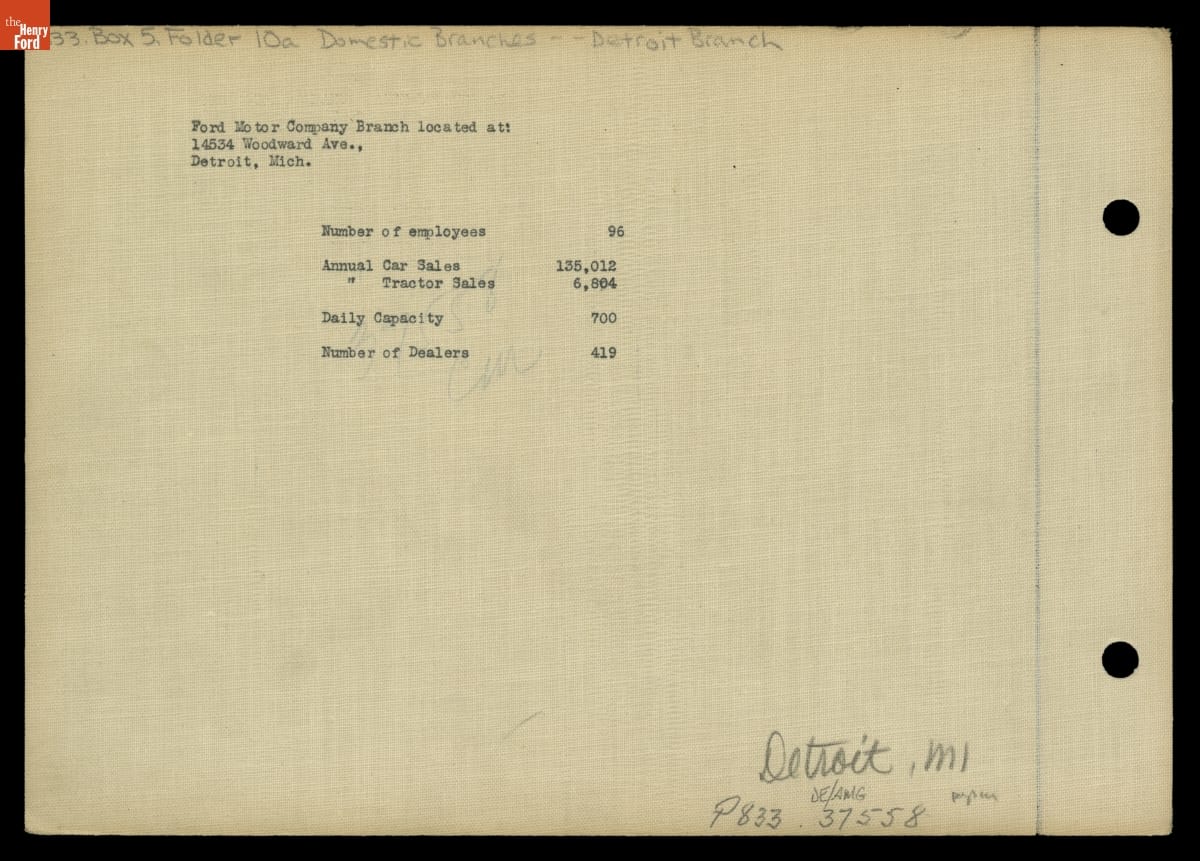 the
Henry
Ford
33. Box 5. Folder 10a Domestic Branches -- Detroit Branch
Ford Motor Company Branch located at:
14534 Woodward Ave.,
Detroit, Mich.
Number of employees 96
Annual Car Sales 135,012
" Tractor Sales 6,804
Daily Capacity 700
Number of Dealers 419
Detroit, MI
DE/AMG
P833. 37558